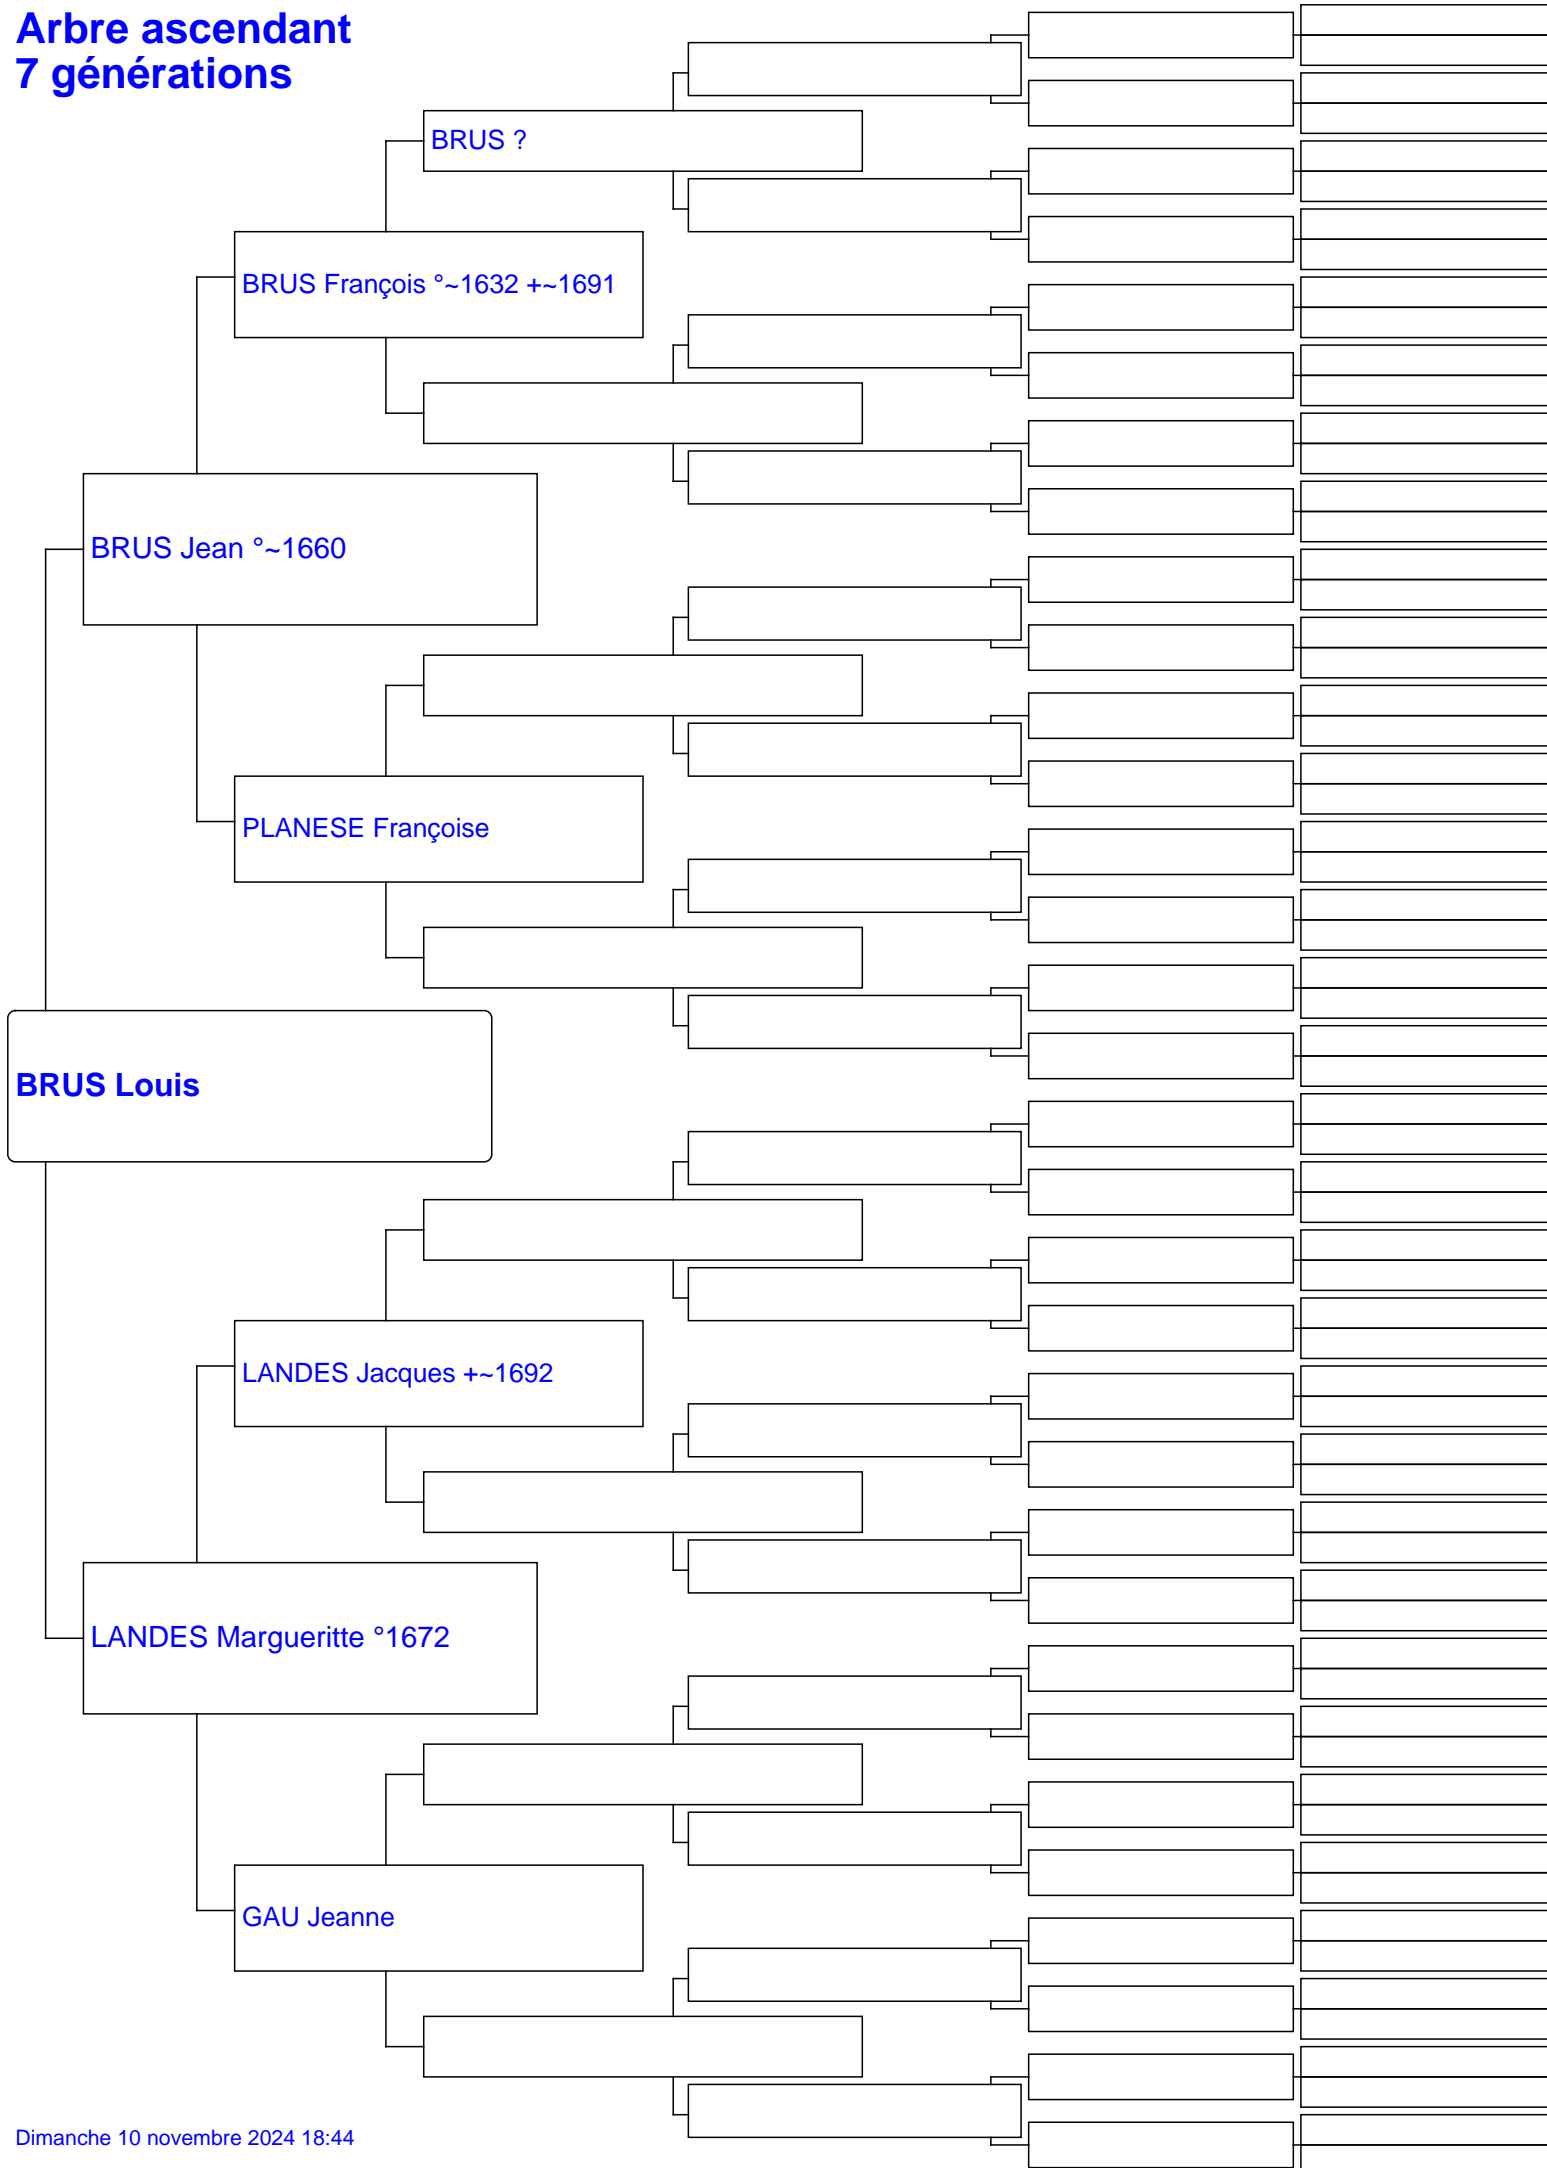 Arbre ascendant
7 générations
BRUS ?
BRUS François °~1632 +~1691
BRUS Jean °~1660
PLANESE Françoise
BRUS Louis
LANDES Jacques +~1692
LANDES Margueritte °1672
GAU Jeanne
Dimanche 10 novembre 2024 18:44